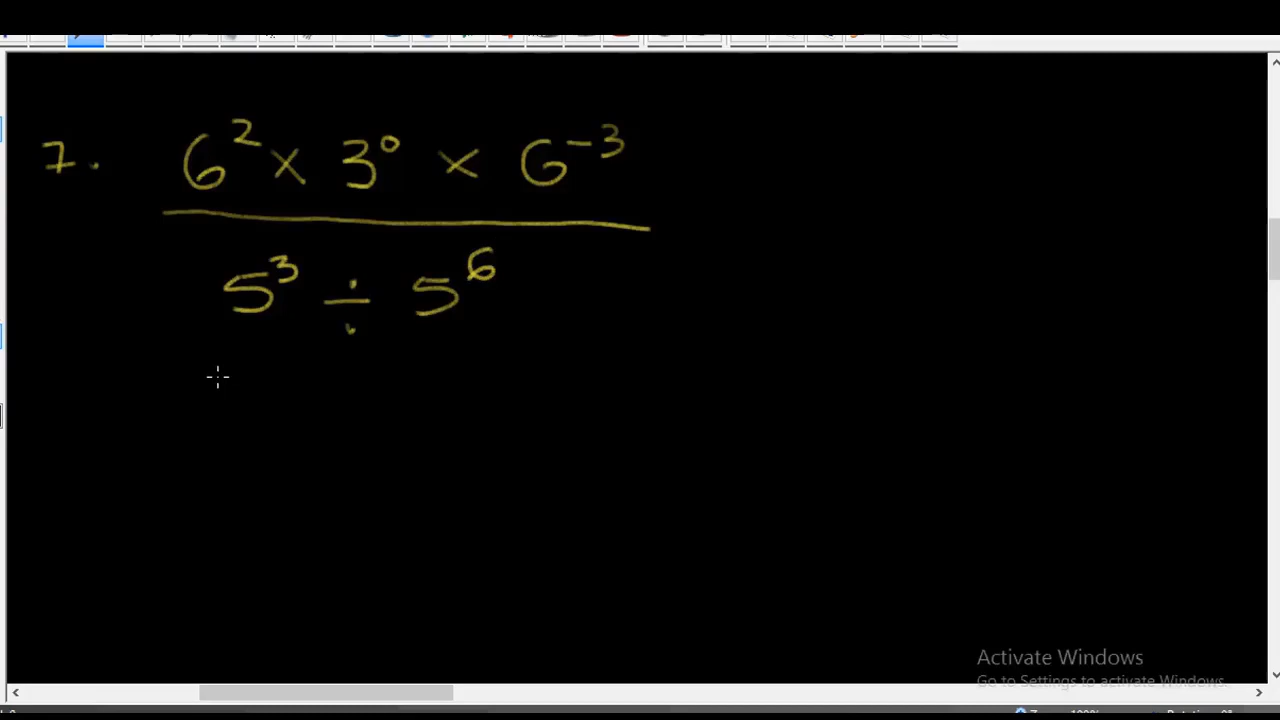 7. 6² × 3⁰ × 6⁻³
5³ ÷ 5⁶
Activate Windows
Go to Settings to activate Windows.